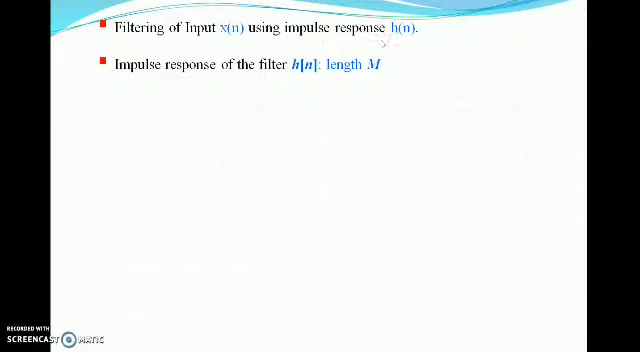 Filtering of Input x(n) using impulse response h(n).
Impulse response of the filter h[n]: length M
RECORDED WITH
SCREENCAST MATIC